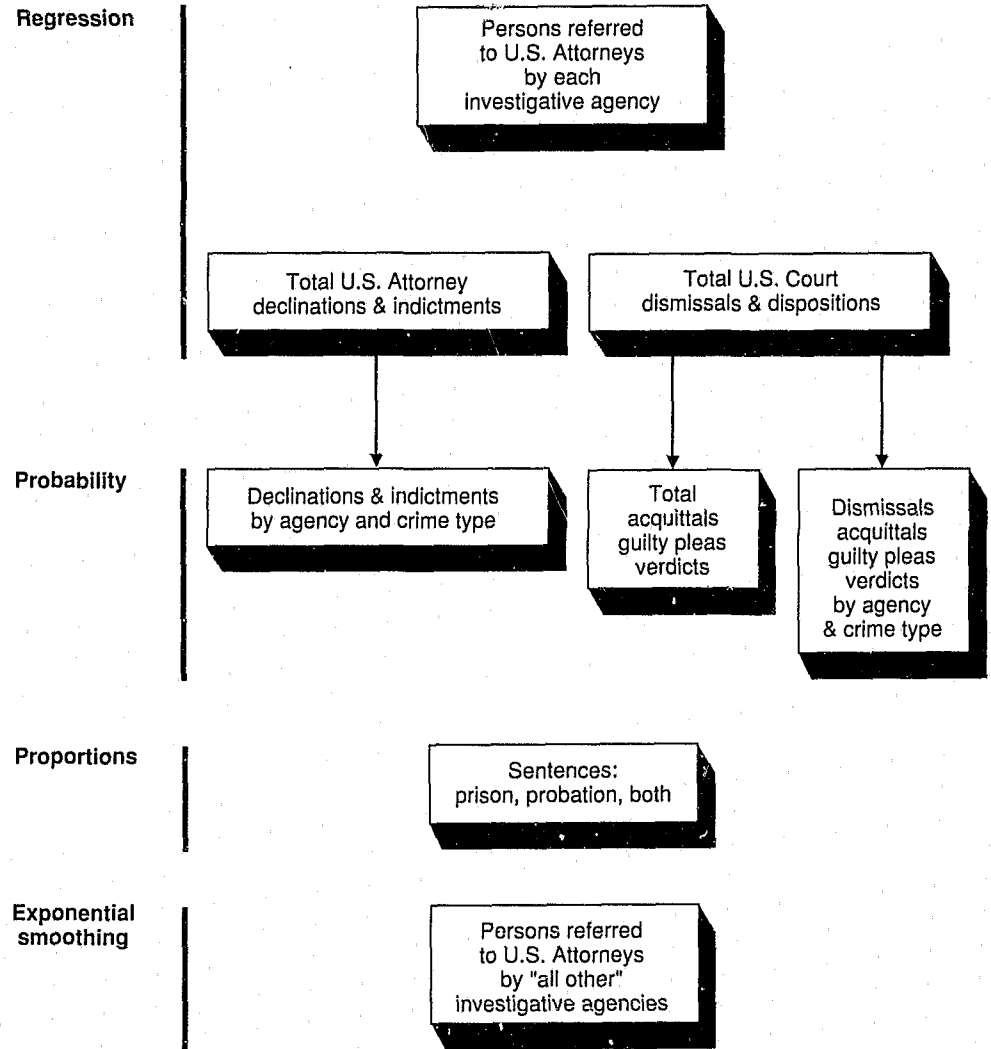 Regression
Persons referred
to U.S. Attorneys
by each
investigative agency
Total U.S. Attorney
declinations & indictments
Total U.S. Court
dismissals & dispositions
Probability
Declinations & indictments
by agency and crime type
Total
acquittals
guilty pleas
verdicts
Dismissals
acquittals
guilty pleas
verdicts
by agency
& crime type
Proportions
Sentences:
prison, probation, both
Exponential
smoothing
Persons referred
to U.S. Attorneys
by "all other"
investigative agencies